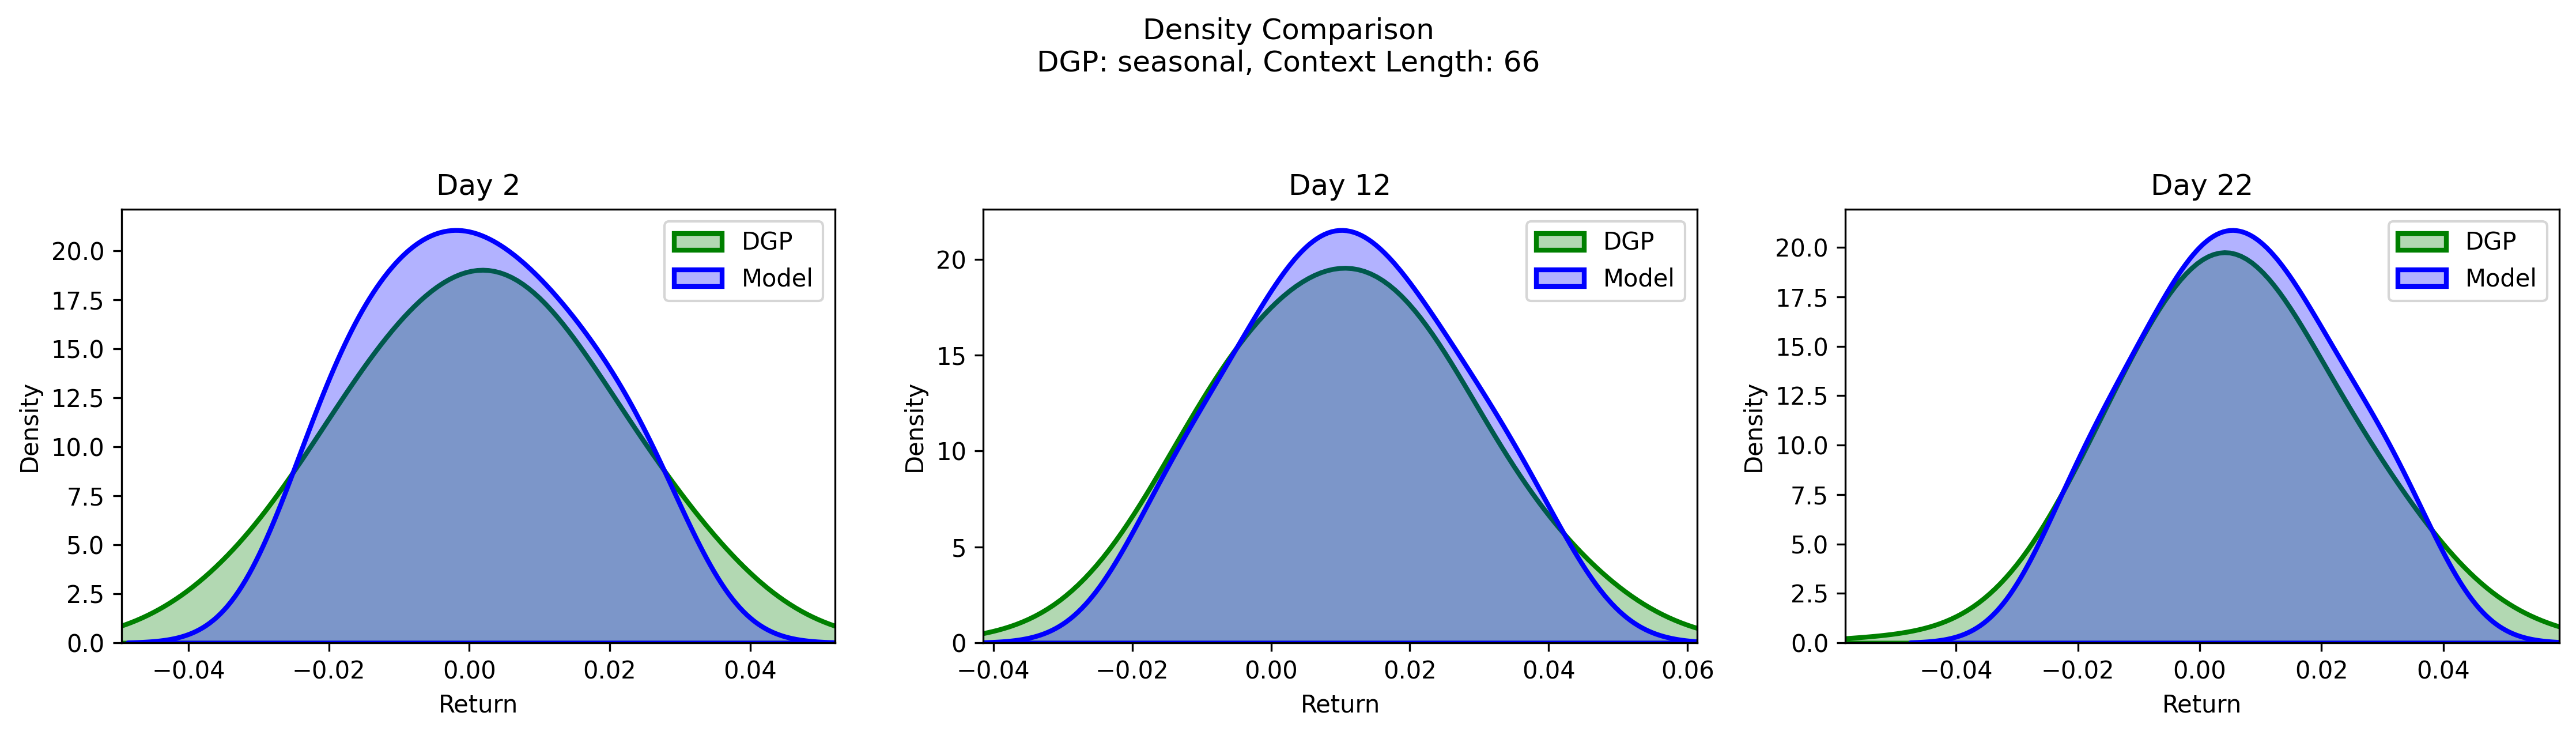 Density Comparison
DGP: seasonal, Context Length: 66
Day 2
DGP
Model
20.0
17.5
15.0
12.5
10.0
7.5
5.0
2.5
0.0
Density
−0.04
−0.02
0.00
0.02
0.04
Return
Day 12
DGP
Model
20
15
10
5
0
Density
−0.04
−0.02
0.00
0.02
0.04
0.06
Return
Day 22
DGP
Model
20.0
17.5
15.0
12.5
10.0
7.5
5.0
2.5
0.0
Density
−0.04
−0.02
0.00
0.02
0.04
Return